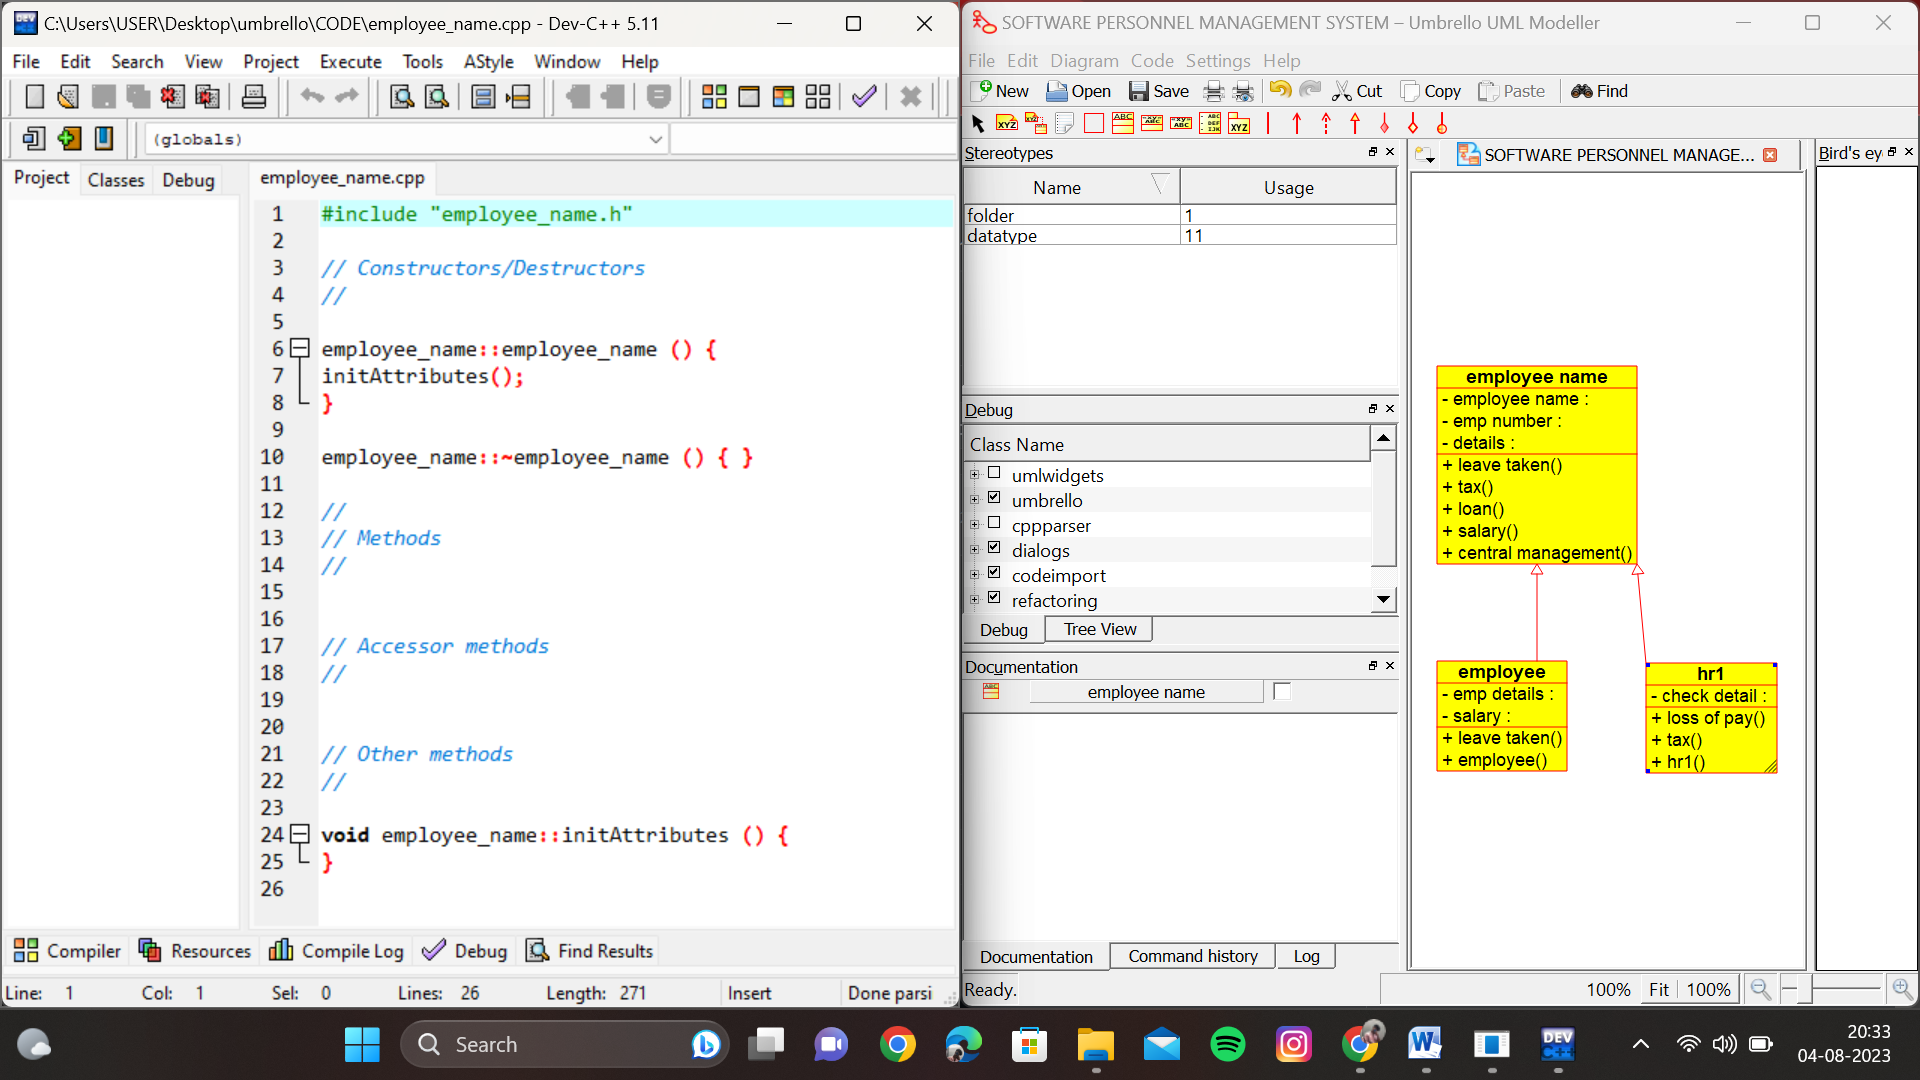 C:\Users\USER\Desktop\umbrello\CODE\employee_name.cpp - Dev-C++ 5.11
File Edit Search View Project Execute Tools AStyle Window Help
(globals)
Project Classes Debug
employee_name.cpp
1 #include "employee_name.h"
2
3 // Constructors/Destructors
4 //
5
6 employee_name::employee_name () {
7 initAttributes();
8 }
9
10 employee_name::~employee_name () { }
11
12 //
13 // Methods
14 //
15
16
17 // Accessor methods
18 //
19
20
21 // Other methods
22 //
23
24 void employee_name::initAttributes () {
25 }
26
Compiler Resources Compile Log Debug Find Results
Line: 1 Col: 1 Sel: 0 Lines: 26 Length: 271 Insert Done parsi
SOFTWARE PERSONNEL MANAGEMENT SYSTEM – Umbrello UML Modeller
File Edit Diagram Code Settings Help
New Open Save Cut Copy Paste Find
Stereotypes
Name Usage
folder 1
datatype 11
Debug
Class Name
umlwidgets
umbrello
cppparser
dialogs
codeimport
refactoring
Debug Tree View
Documentation
employee name
Documentation Command history Log
Ready.
SOFTWARE PERSONNEL MANAGE...
Bird's ey
employee name
- employee name :
- emp number :
- details :
+ leave taken()
+ tax()
+ loan()
+ salary()
+ central management()
employee
- emp details :
- salary :
+ leave taken()
+ employee()
hr1
- check detail :
+ loss of pay()
+ tax()
+ hr1()
100% Fit 100%
Search
DEV C++
20:33
04-08-2023